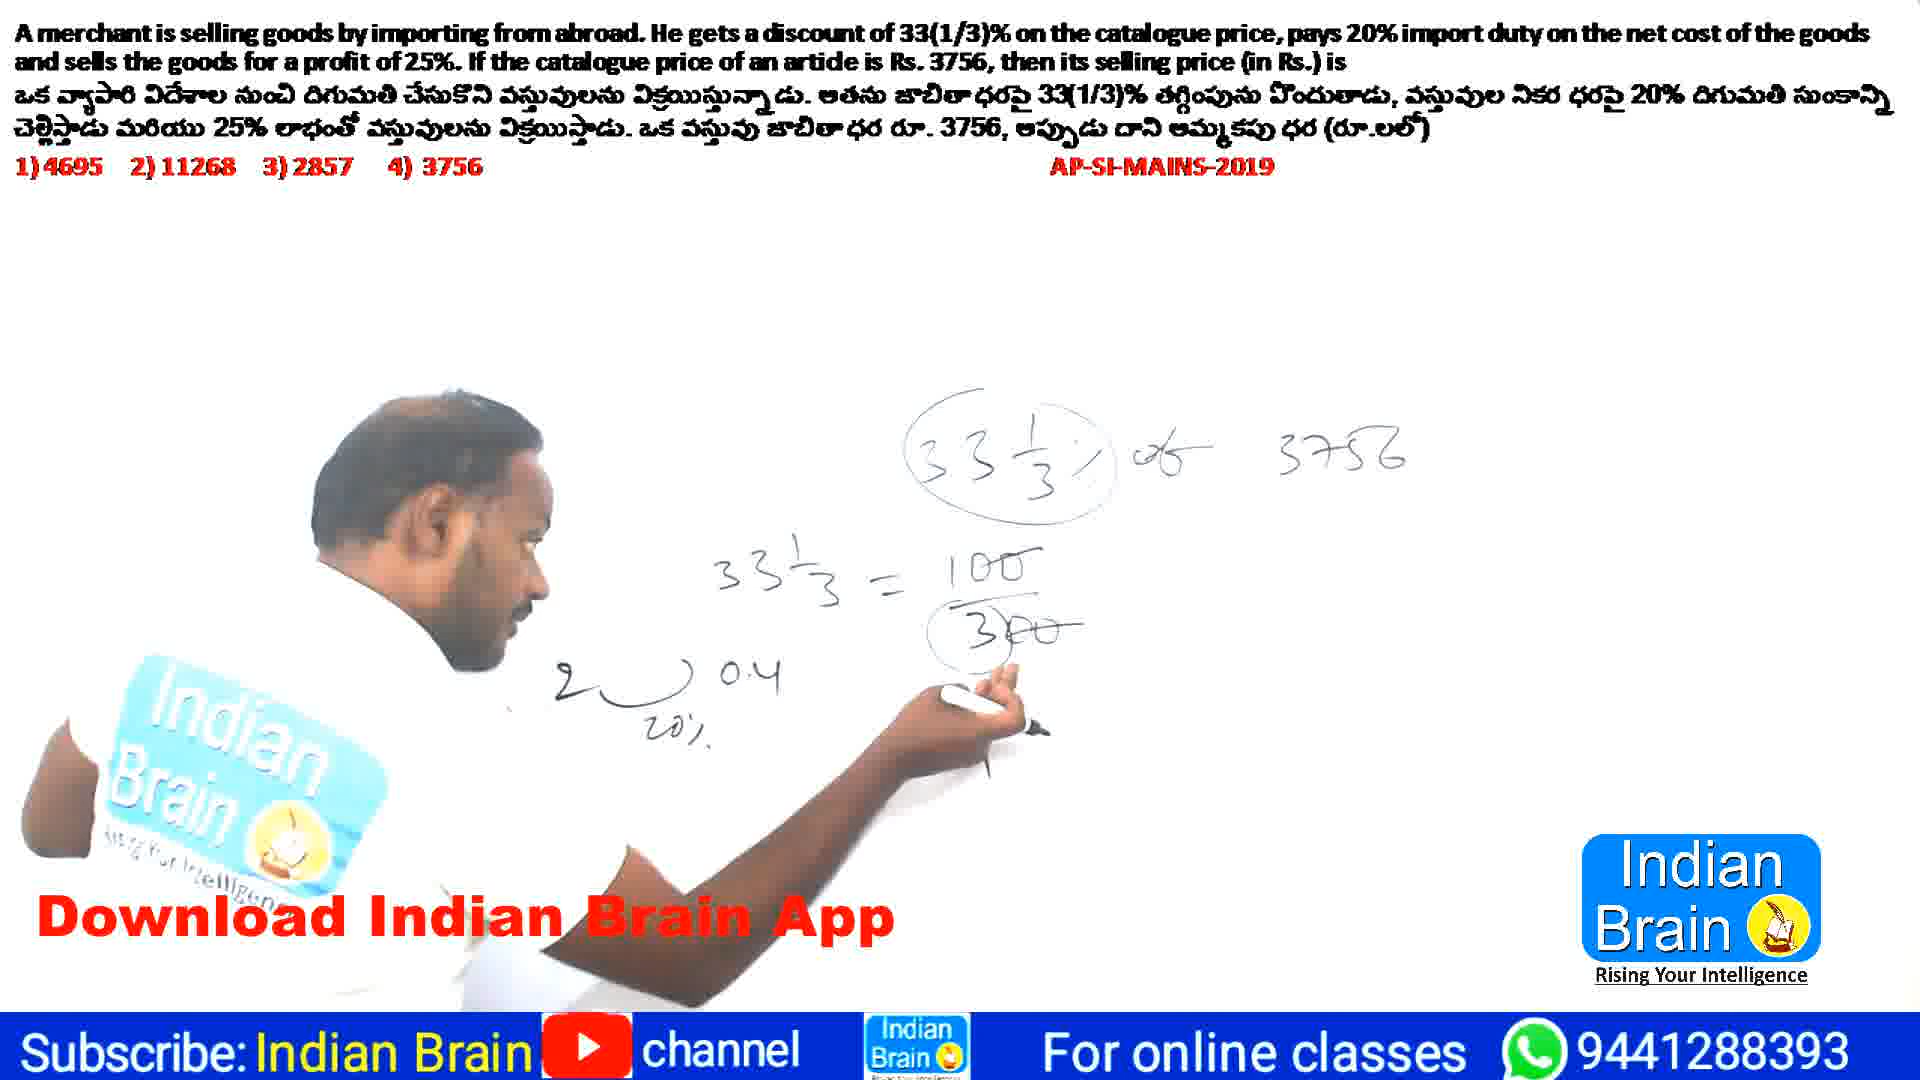 A merchant is selling goods by importing from abroad. He gets a discount of 33(1/3)% on the catalogue price, pays 20% import duty on the net cost of the goods
and sells the goods for a profit of 25%. If the catalogue price of an article is Rs. 3756, then its selling price (in Rs.) is
ఒక వ్యాపారి విదేశాల నుంచి దిగుమతి చేసుకొని వస్తువులను విక్రయిస్తున్నాడు. అతను జాబితా ధరపై 33(1/3)% తగ్గింపును పొందుతాడు, వస్తువుల నికర ధరపై 20% దిగుమతి సుంకాన్ని
చెల్లిస్తాడు మరియు 25% లాభంతో వస్తువులను విక్రయిస్తాడు. ఒక వస్తువు జాబితా ధర రూ. 3756, అప్పుడు దాని అమ్మకపు ధర (రూ.లలో)
1) 4695 2) 11268 3) 2857 4) 3756 AP-SI-MAINS-2019
33 1/3 % of 3756
33 1/3 = 100/300
2 0.4
20%
Indian
Brain
Download Indian Brain App
Indian
Brain
Rising Your Intelligence
Subscribe: Indian Brain channel Indian Brain For online classes 9441288393